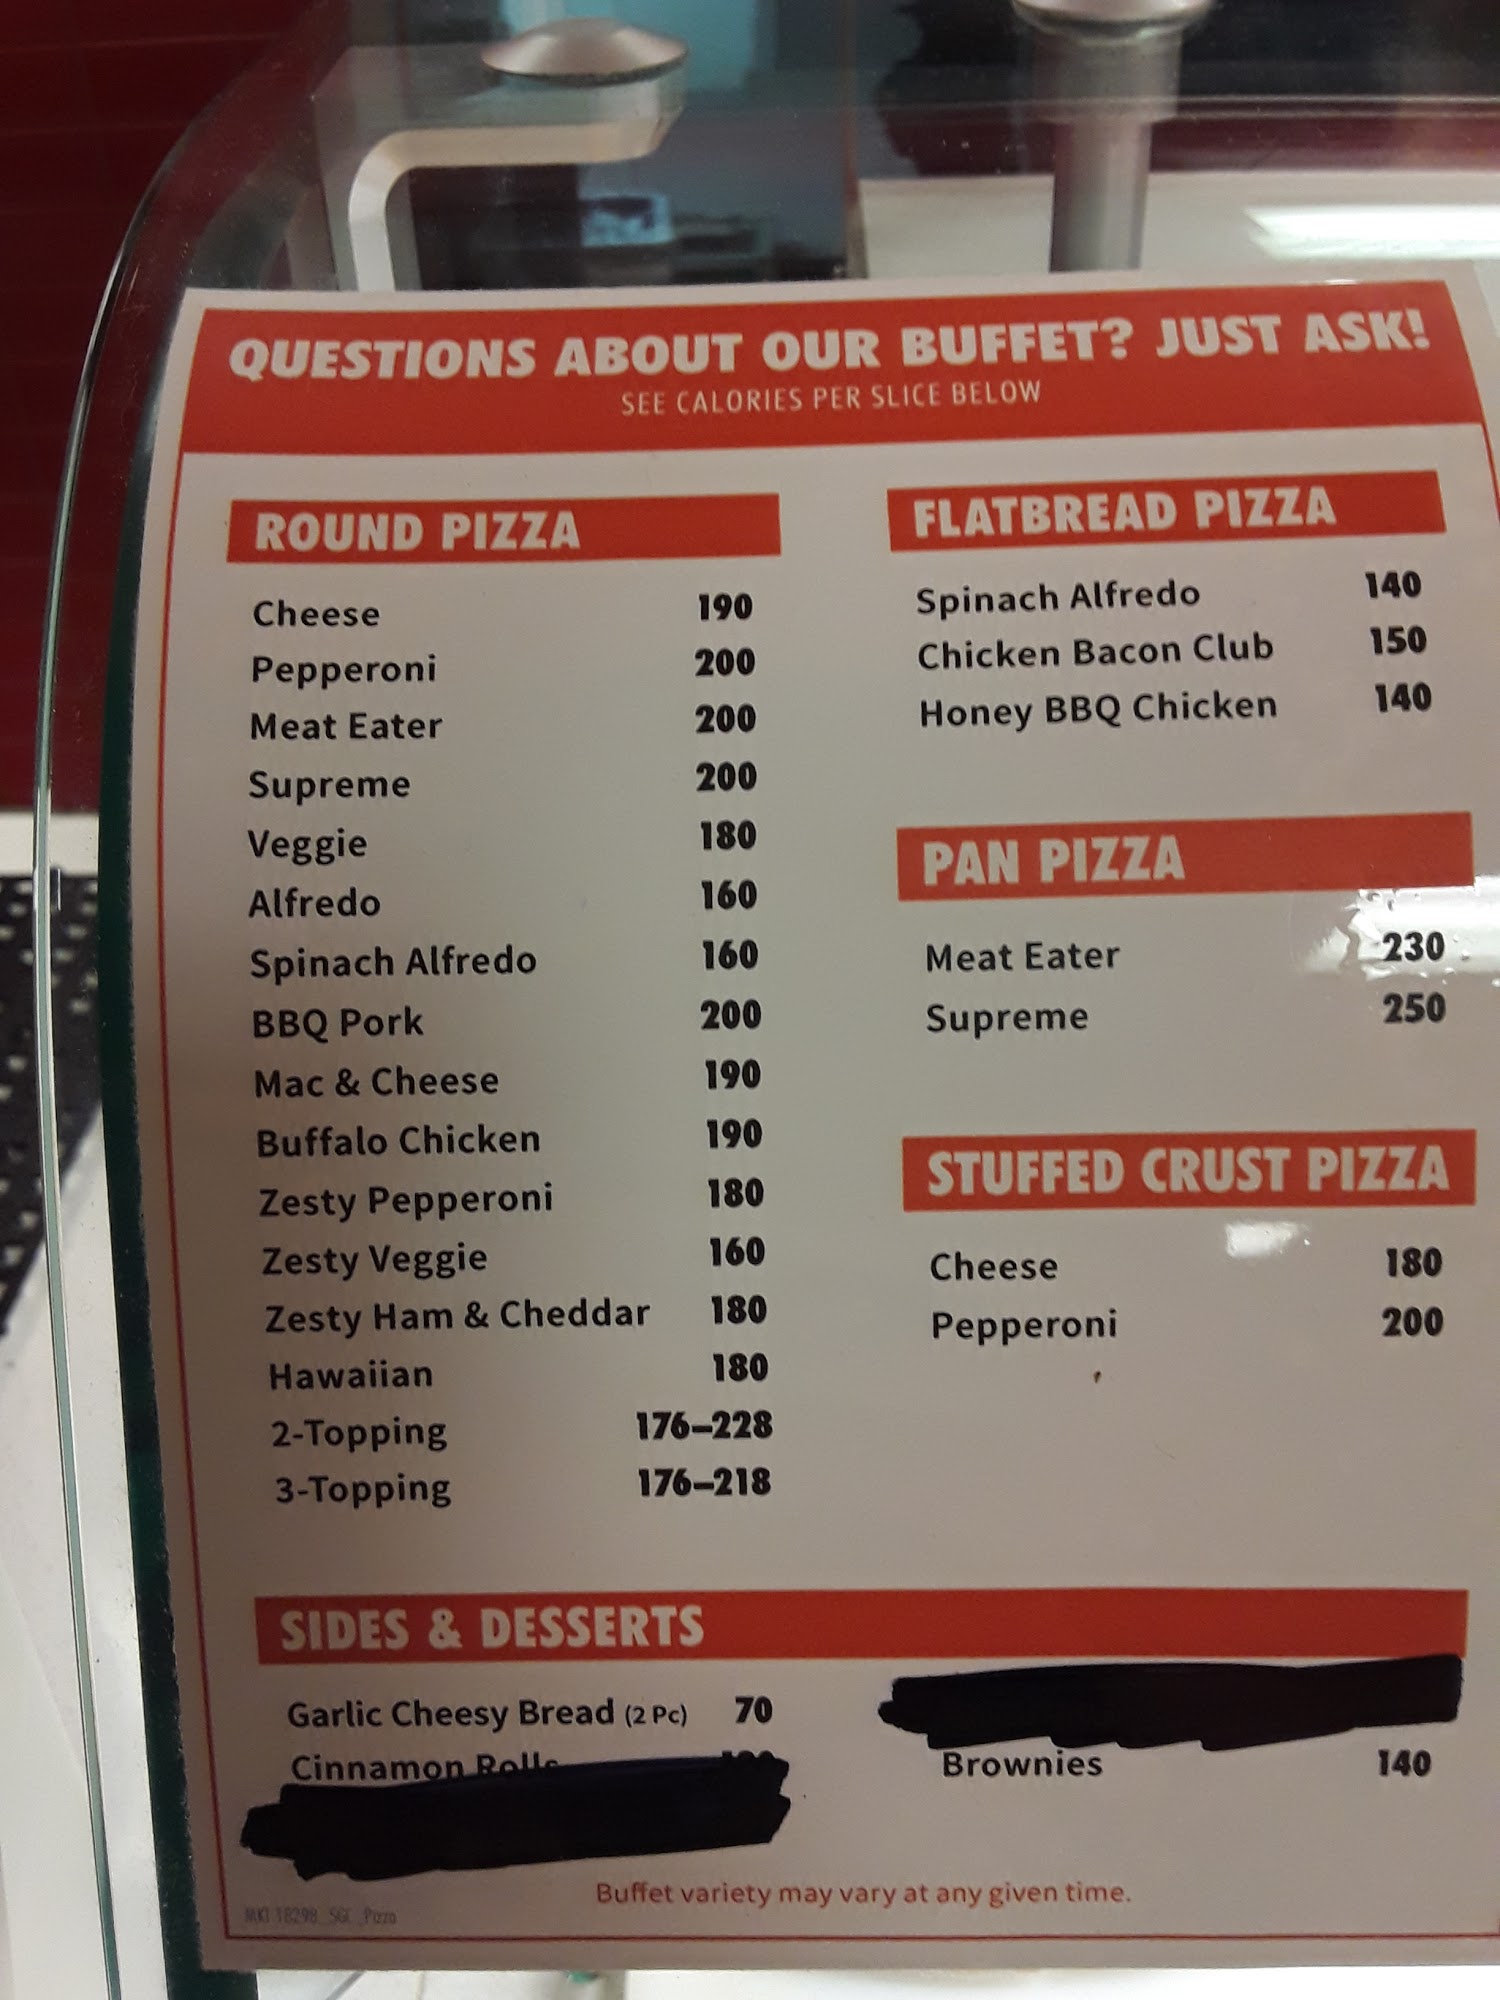 QUESTIONS ABOUT OUR BUFFET? JUST ASK!
SEE CALORIES PER SLICE BELOW
ROUND PIZZA
Cheese 190
Pepperoni 200
Meat Eater 200
Supreme 200
Veggie 180
Alfredo 160
Spinach Alfredo 160
BBQ Pork 200
Mac & Cheese 190
Buffalo Chicken 190
Zesty Pepperoni 180
Zesty Veggie 160
Zesty Ham & Cheddar 180
Hawaiian 180
2-Topping 176–228
3-Topping 176–218
FLATBREAD PIZZA
Spinach Alfredo 140
Chicken Bacon Club 150
Honey BBQ Chicken 140
PAN PIZZA
Meat Eater 230
Supreme 250
STUFFED CRUST PIZZA
Cheese 180
Pepperoni 200
SIDES & DESSERTS
Garlic Cheesy Bread (2 Pc) 70
Cinnamon Rolls
Brownies 140
Buffet variety may vary at any given time.
MKT 18298_SGC_Pizza